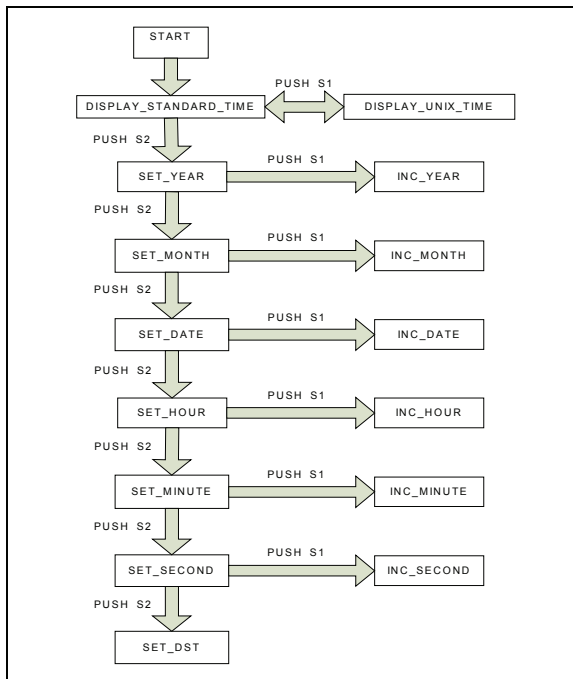 START
PUSH S1
DISPLAY_STANDARD_TIME
DISPLAY_UNIX_TIME
PUSH S2
PUSH S1
SET_YEAR
INC_YEAR
PUSH S2
PUSH S1
SET_MONTH
INC_MONTH
PUSH S2
PUSH S1
SET_DATE
INC_DATE
PUSH S2
PUSH S1
SET_HOUR
INC_HOUR
PUSH S2
PUSH S1
SET_MINUTE
INC_MINUTE
PUSH S2
PUSH S1
SET_SECOND
INC_SECOND
PUSH S2
SET_DST